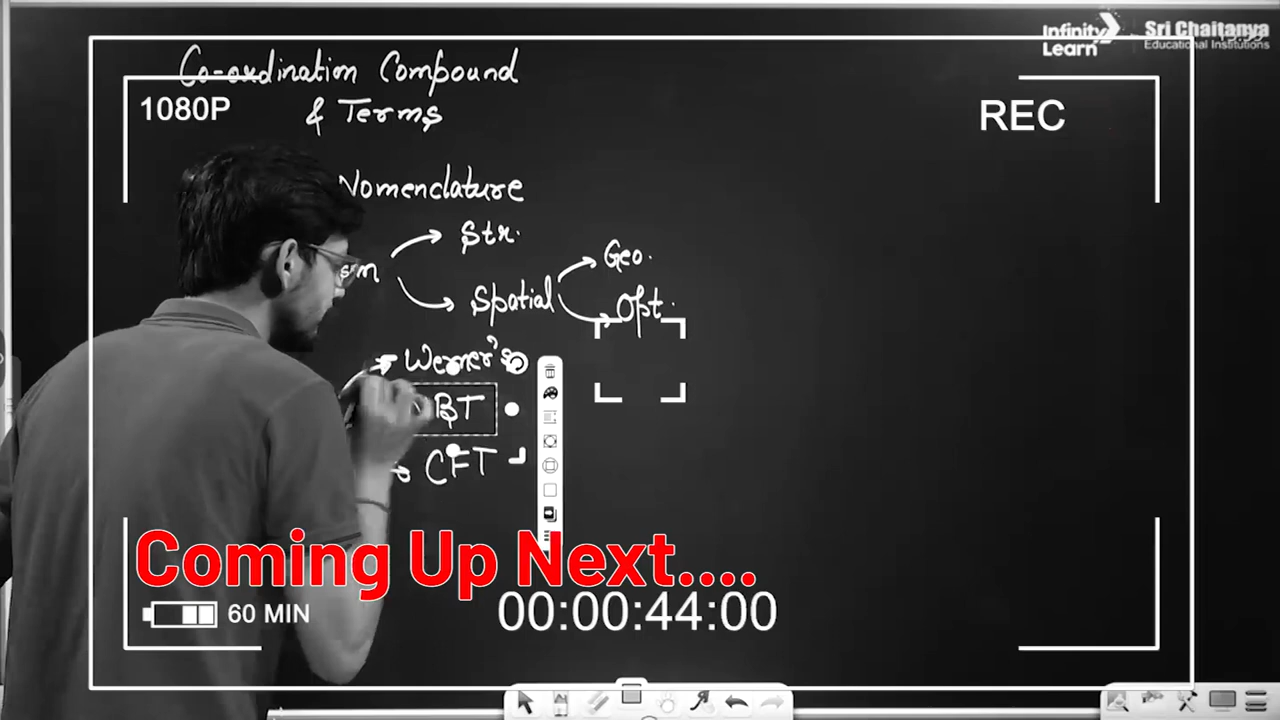 Infinity Learn
Sri Chaitanya
Educational Institutions
Co-ordination Compound
& Terms
1080P
REC
Nomenclature
Str.
Geo.
Spatial
Opt.
Werner's
BT
CFT
Coming Up Next....
60 MIN
00:00:44:00